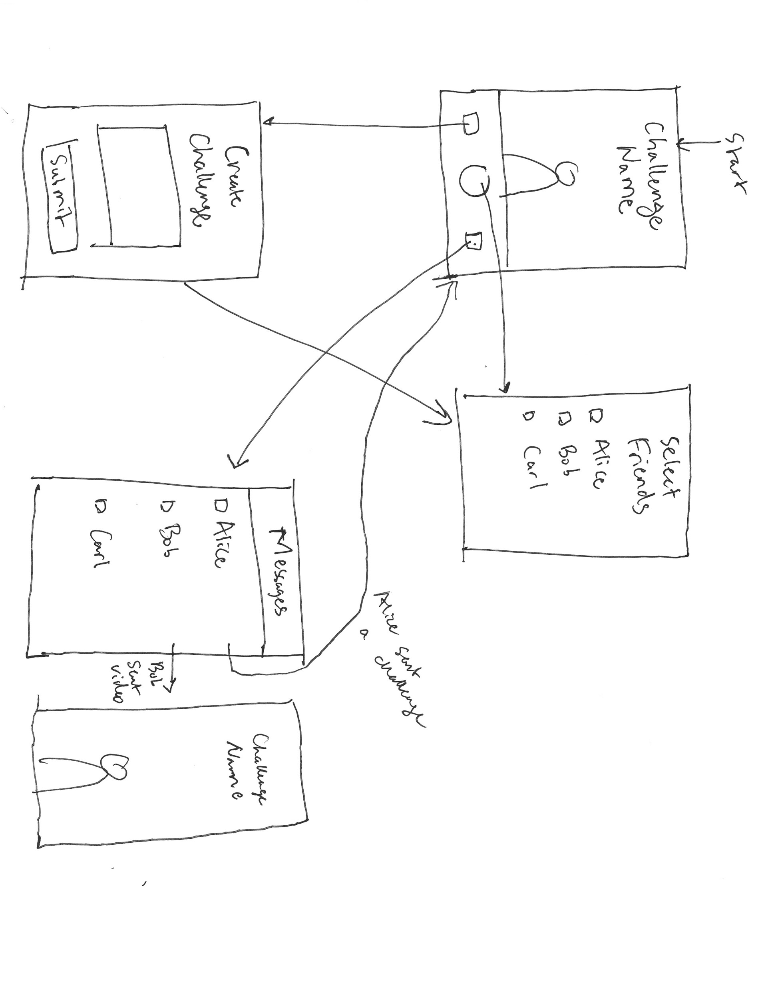 Start
Challenge
Name
Select
Friends
Alice
Bob
Carl
Create
Challenge
Submit
Messages
Alice
Bob
Carl
Alice sent
a challenge
Bob
sent
video
Challenge
Name